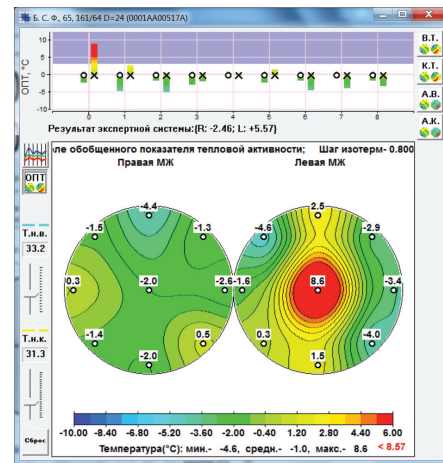 Б. С. Ф., 65, 161/64 D=24 (0001AA00517A)
ОПТ, °C
10
5
0
-5
-10
0 1 2 3 4 5 6 7 8
В.Т.
К.Т.
А.В.
А.К.
Результат экспертной системы:{R: -2.46; L: +5.57}
ОПТ
ле обобщенного показателя тепловой активности; Шаг изотерм- 0.800
Правая МЖ Левая МЖ
-4.4 2.5
-1.5 -1.3 -4.6 -2.9
0.3 -2.0 -2.6 -1.6 8.6 -3.4
-1.4 0.5 0.3 -4.0
-2.0 1.5
Т.н.в.
33.2
Т.н.к.
31.3
Сброс
-10.00 -8.40 -6.80 -5.20 -3.60 -2.00 -0.40 1.20 2.80 4.40 6.00
Температура(°C): мин.- -4.6, средн.- -1.0, макс.- 8.6 < 8.57